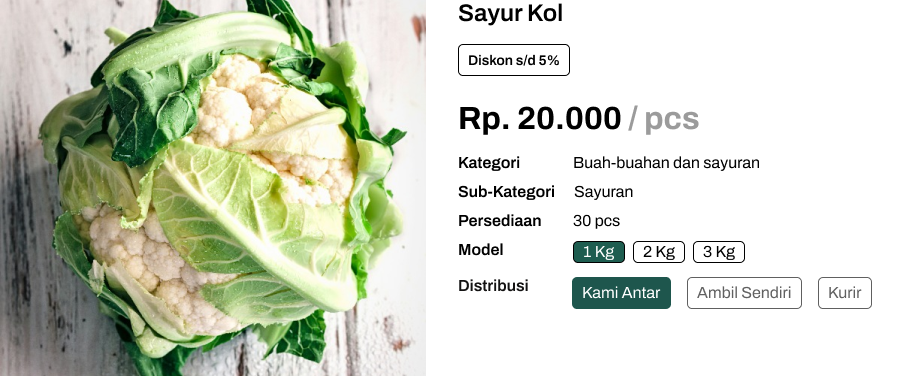 Sayur Kol
Diskon s/d 5%
Rp. 20.000 / pcs
Kategori Buah-buahan dan sayuran
Sub-Kategori Sayuran
Persediaan 30 pcs
Model 1 Kg 2 Kg 3 Kg
Distribusi Kami Antar Ambil Sendiri Kurir